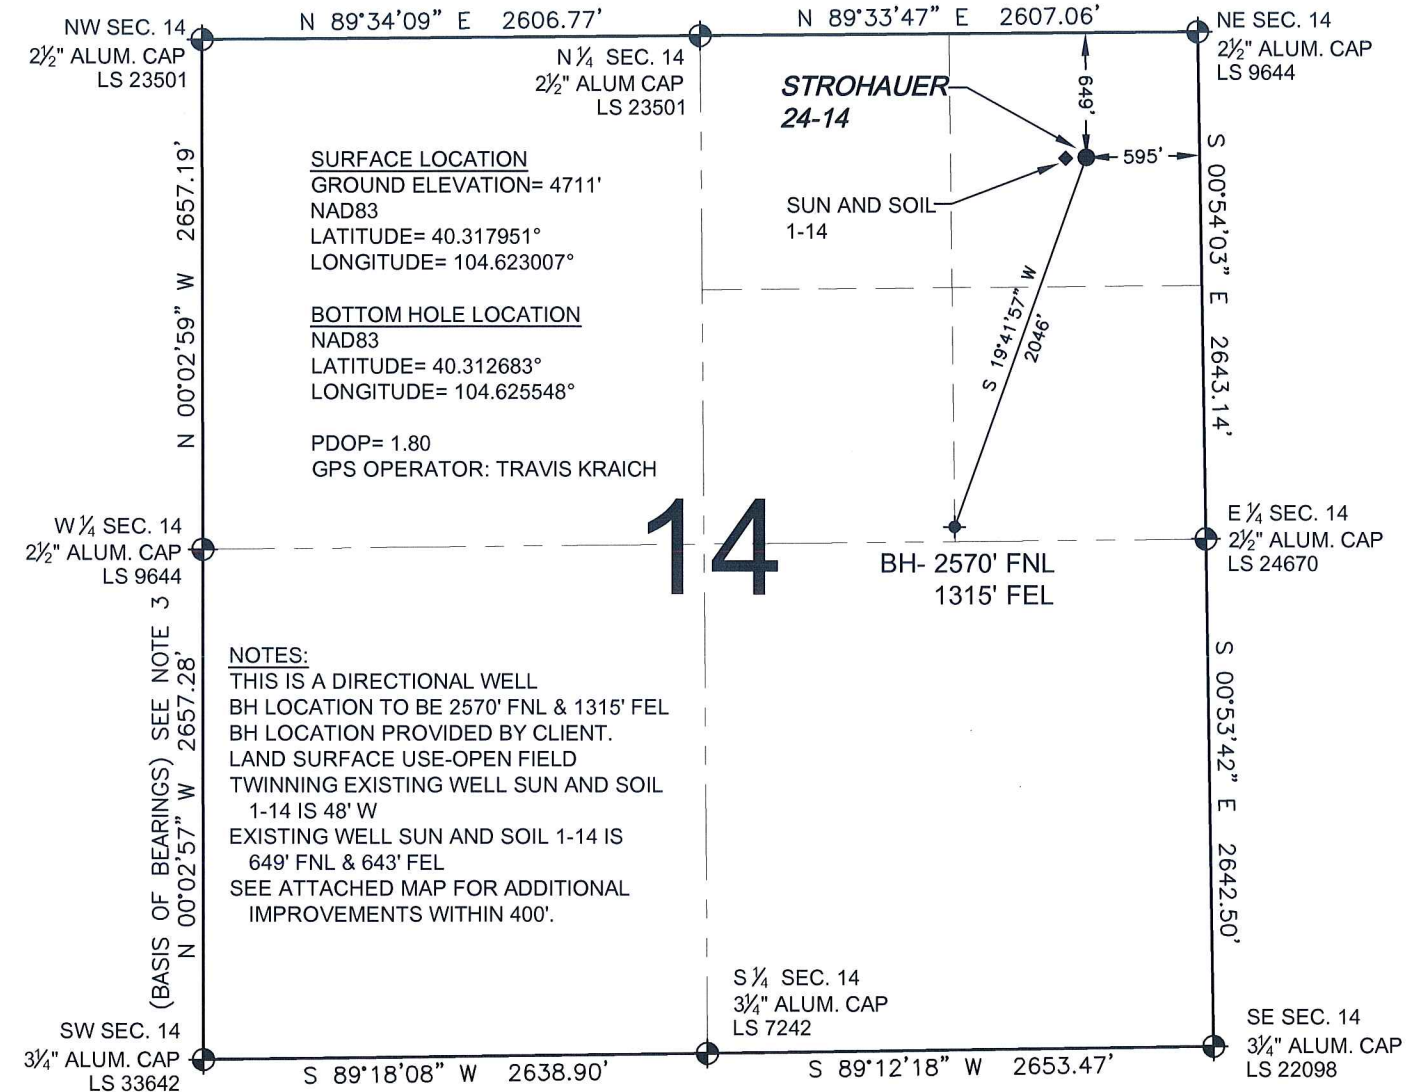 N 89°34'09" E 2606.77'
N 89°33'47" E 2607.06'
NW SEC. 14
2½" ALUM. CAP
LS 23501
N ¼ SEC. 14
2½" ALUM CAP
LS 23501
NE SEC. 14
2½" ALUM. CAP
LS 9644
STROHAUER
24-14
649'
595'
SUN AND SOIL
1-14
SURFACE LOCATION
GROUND ELEVATION= 4711'
NAD83
LATITUDE= 40.317951°
LONGITUDE= 104.623007°
BOTTOM HOLE LOCATION
NAD83
LATITUDE= 40.312683°
LONGITUDE= 104.625548°
PDOP= 1.80
GPS OPERATOR: TRAVIS KRAICH
N 00°02'59" W 2657.19'
S 00°54'03" E 2643.14'
S 19°41'57" W
2046'
14
W ¼ SEC. 14
2½" ALUM. CAP
LS 9644
E ¼ SEC. 14
2½" ALUM. CAP
LS 24670
BH- 2570' FNL
1315' FEL
NOTES:
THIS IS A DIRECTIONAL WELL
BH LOCATION TO BE 2570' FNL & 1315' FEL
BH LOCATION PROVIDED BY CLIENT.
LAND SURFACE USE-OPEN FIELD
TWINNING EXISTING WELL SUN AND SOIL
1-14 IS 48' W
EXISTING WELL SUN AND SOIL 1-14 IS
649' FNL & 643' FEL
SEE ATTACHED MAP FOR ADDITIONAL
IMPROVEMENTS WITHIN 400'.
(BASIS OF BEARINGS) SEE NOTE 3
N 00°02'57" W 2657.28'
S 00°53'42" E 2642.50'
SW SEC. 14
3¼" ALUM. CAP
LS 33642
S ¼ SEC. 14
3¼" ALUM. CAP
LS 7242
SE SEC. 14
3¼" ALUM. CAP
LS 22098
S 89°18'08" W 2638.90'
S 89°12'18" W 2653.47'